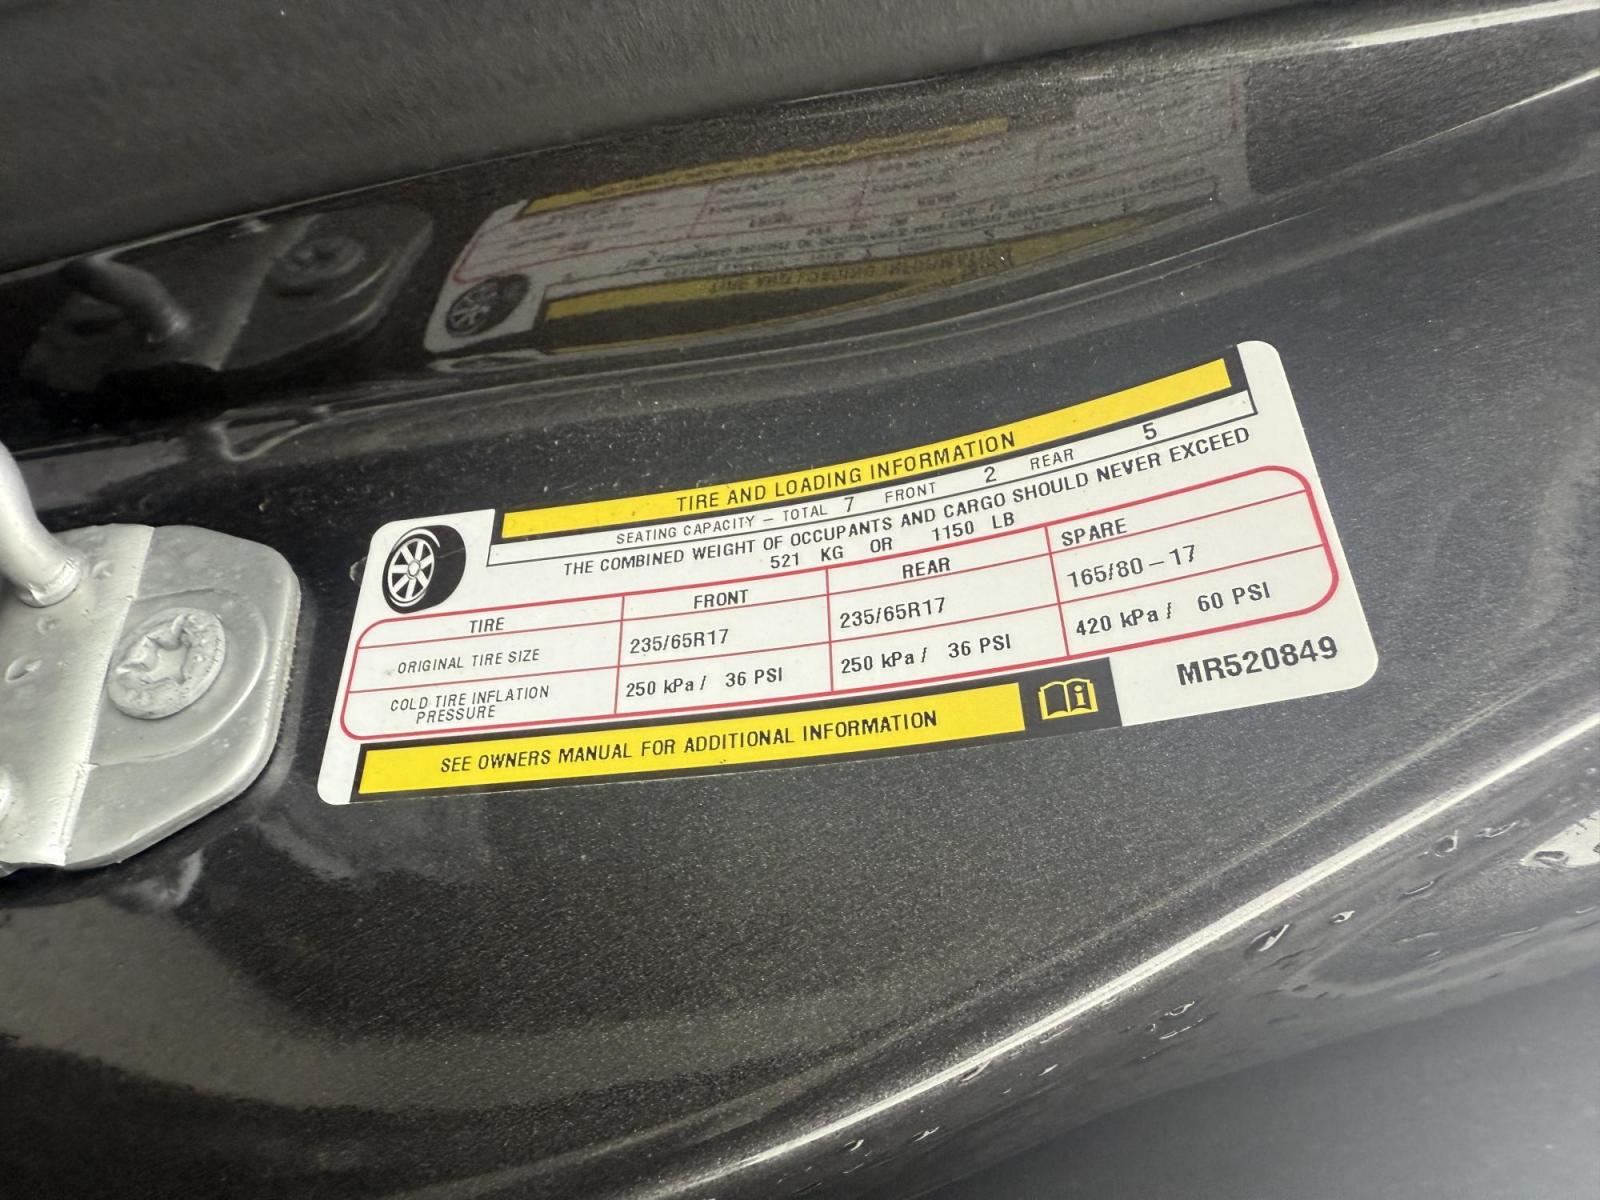 TIRE AND LOADING INFORMATION
SEATING CAPACITY – TOTAL 7 FRONT 2 REAR 5
THE COMBINED WEIGHT OF OCCUPANTS AND CARGO SHOULD NEVER EXCEED
521 KG OR 1150 LB
TIRE FRONT REAR SPARE
ORIGINAL TIRE SIZE 235/65R17 235/65R17 165/80 – 17
COLD TIRE INFLATION
PRESSURE 250 kPa / 36 PSI 250 kPa / 36 PSI 420 kPa / 60 PSI
SEE OWNERS MANUAL FOR ADDITIONAL INFORMATION
MR520849